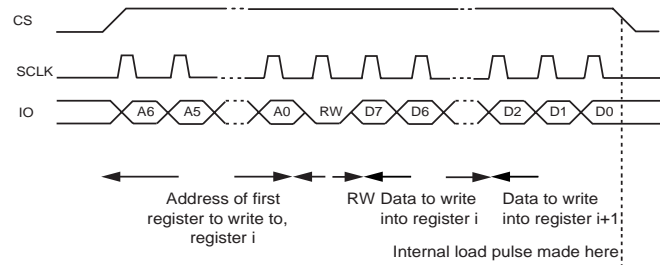 CS
SCLK
IO A6 A5 A0 RW D7 D6 D2 D1 D0
Address of first
register to write to,
register i
RW Data to write
into register i
Data to write
into register i+1
Internal load pulse made here